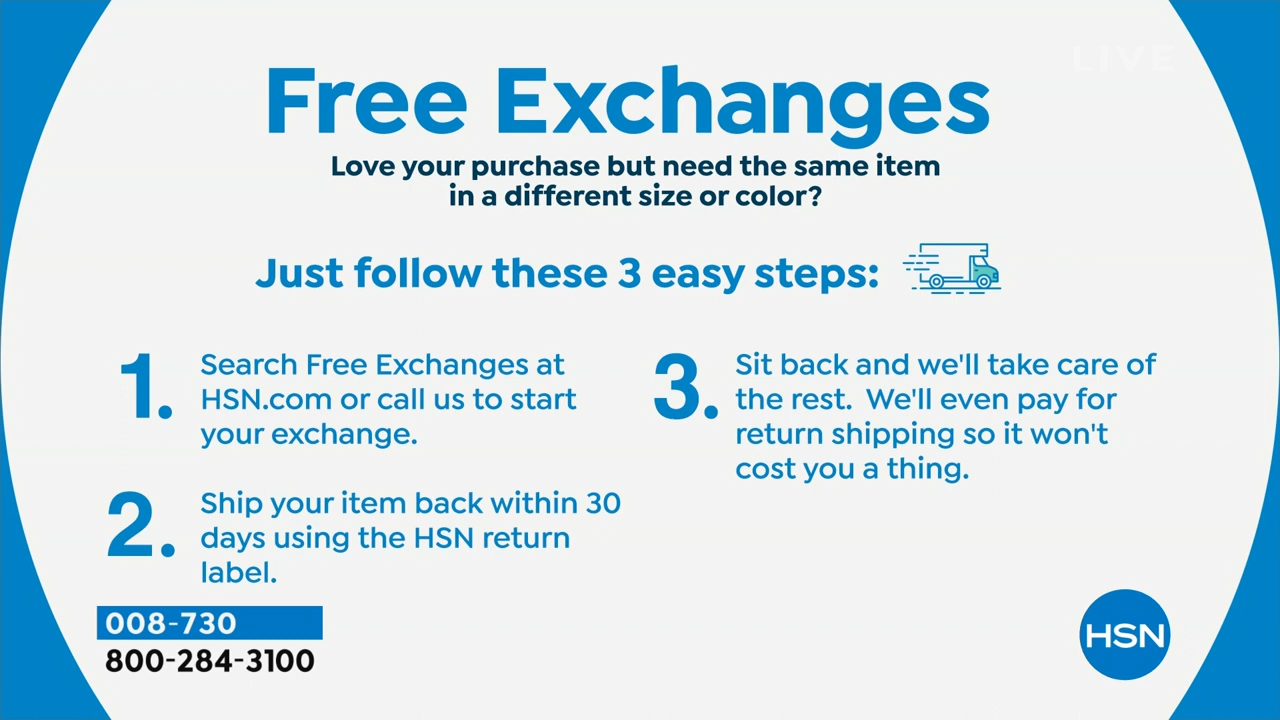 LIVE
Free Exchanges
Love your purchase but need the same item
in a different size or color?
Just follow these 3 easy steps:
1. Search Free Exchanges at
HSN.com or call us to start
your exchange.
2. Ship your item back within 30
days using the HSN return
label.
3. Sit back and we'll take care of
the rest. We'll even pay for
return shipping so it won't
cost you a thing.
008-730
800-284-3100
HSN